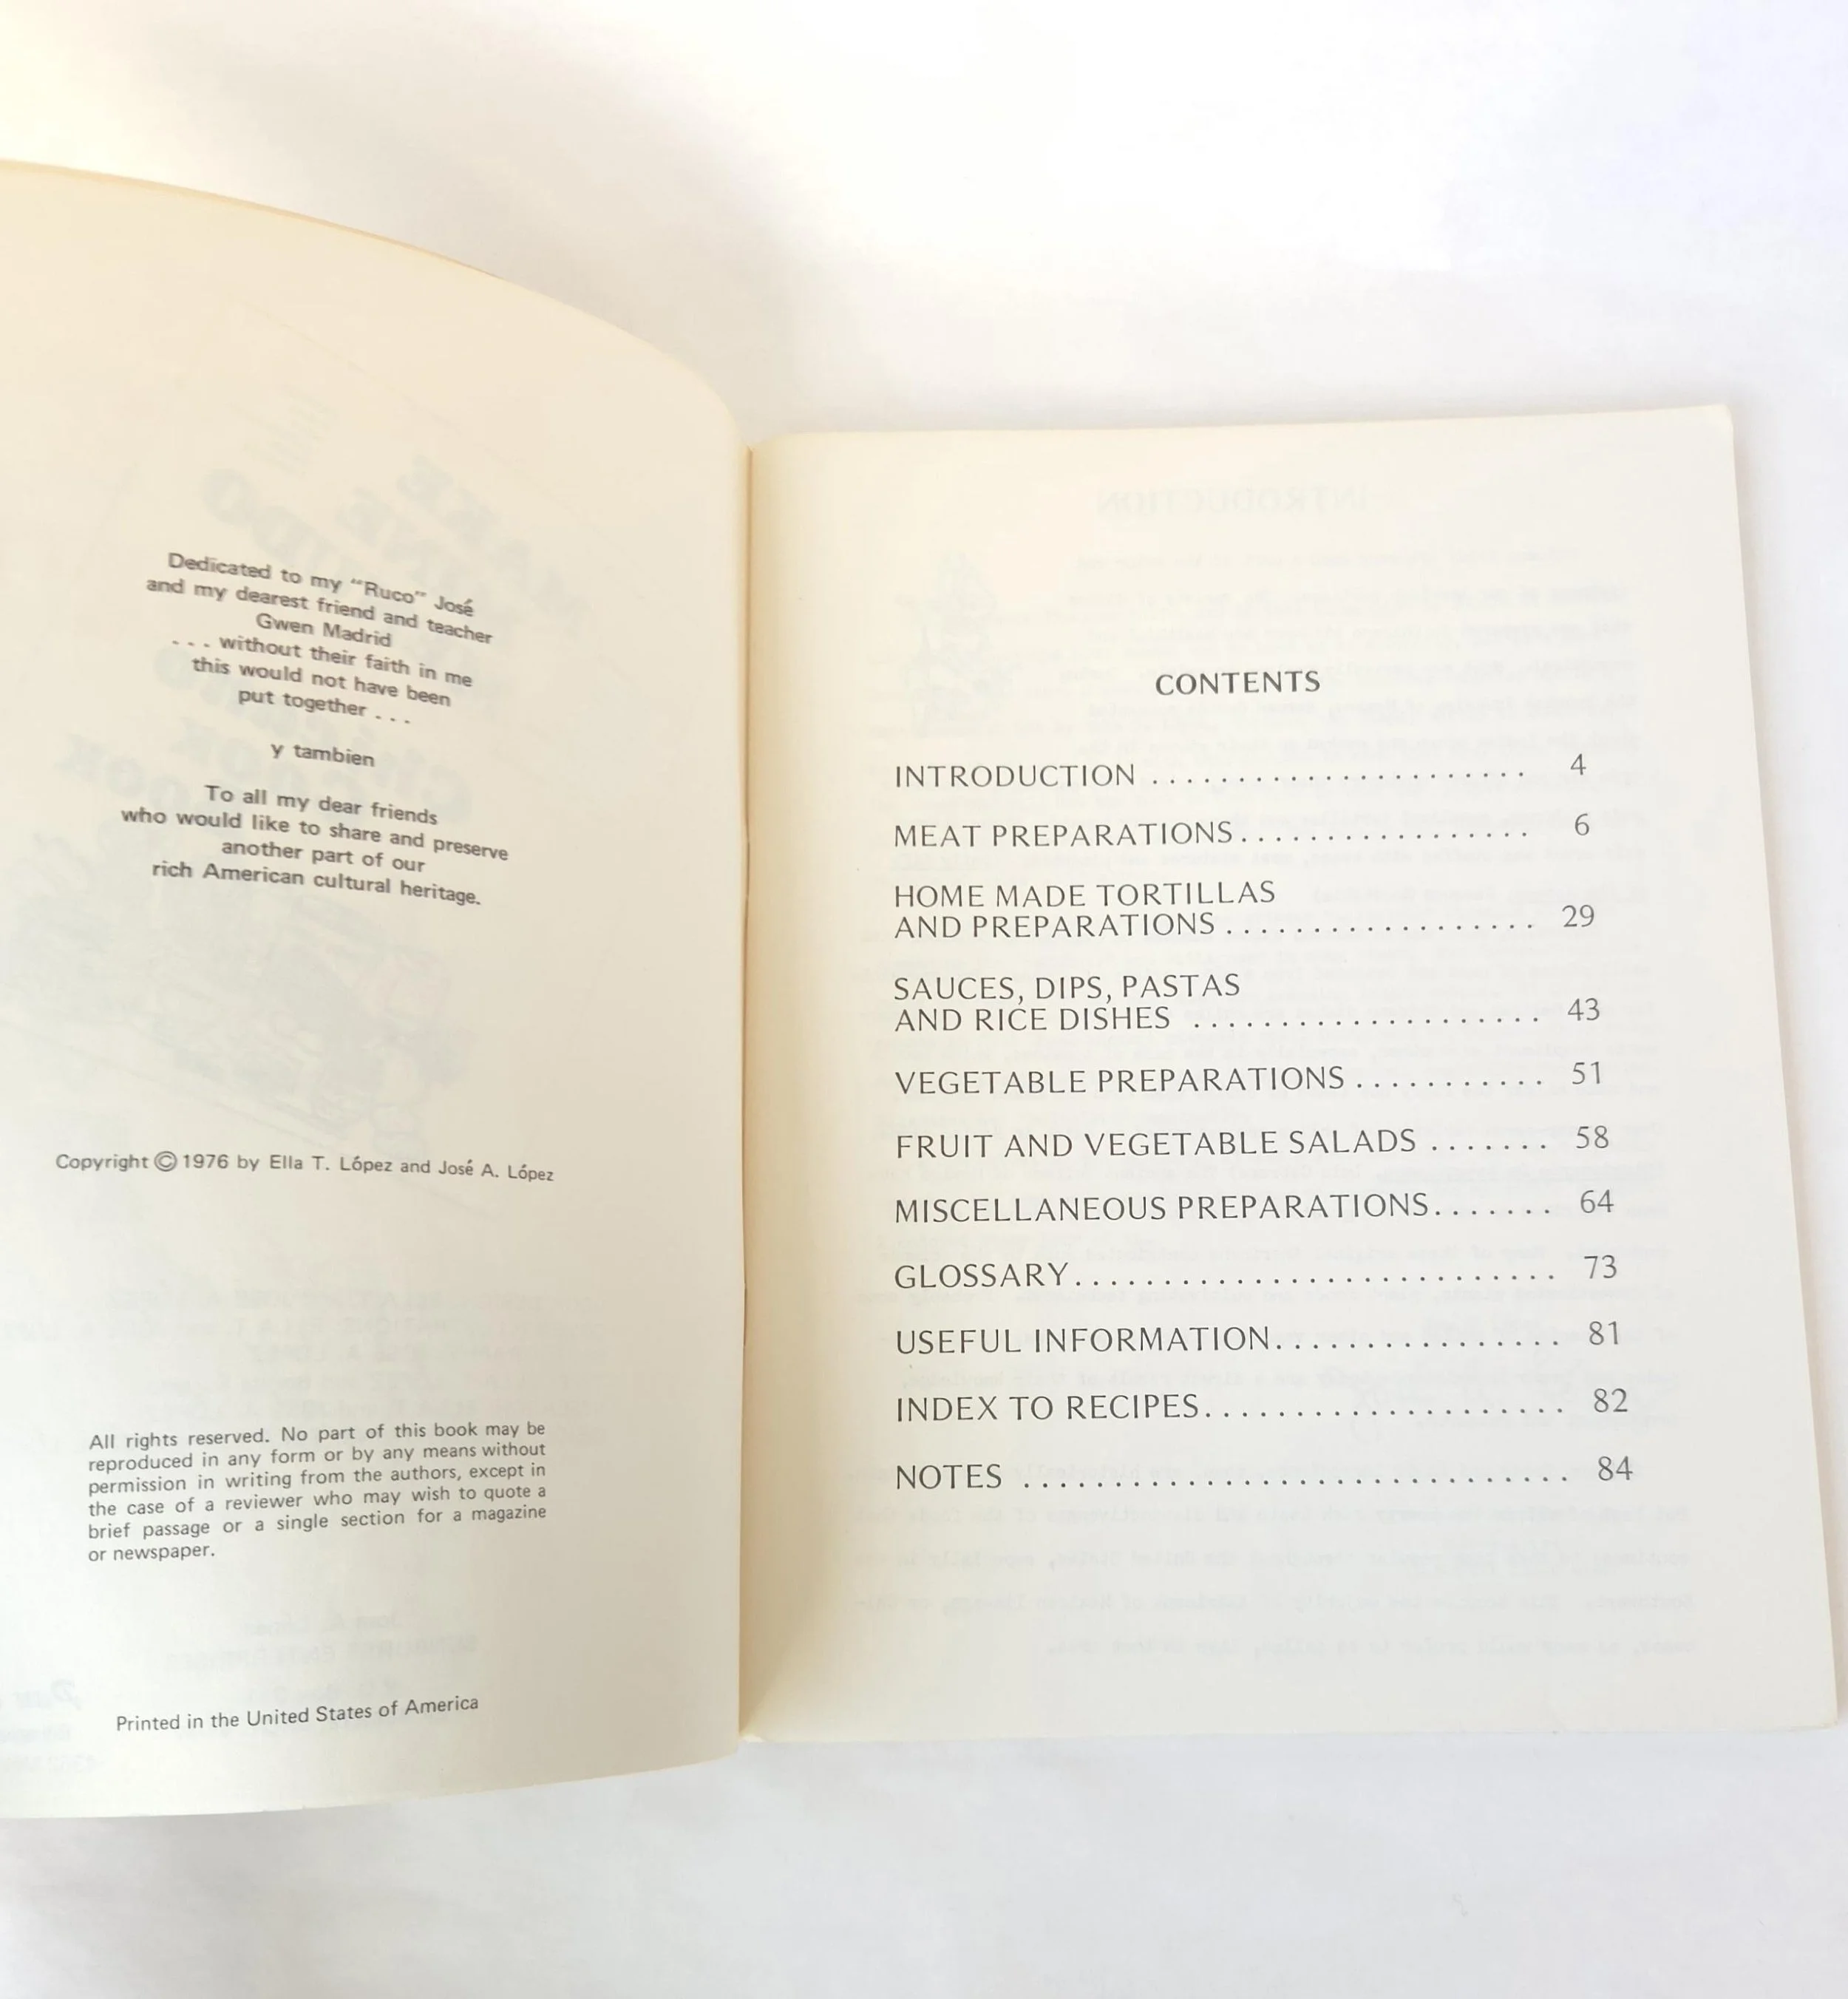 Dedicated to my "Ruco" José
and my dearest friend and teacher
Gwen Madrid
. . . without their faith in me
this would not have been
put together . . .
y tambien
To all my dear friends
who would like to share and preserve
another part of our
rich American cultural heritage.
Copyright © 1976 by Ella T. López and José A. López
All rights reserved. No part of this book may be
reproduced in any form or by any means without
permission in writing from the authors, except in
the case of a reviewer who may wish to quote a
brief passage or a single section for a magazine
or newspaper.
Printed in the United States of America
CONTENTS
INTRODUCTION . . . . . . . . . . . . . . . . . . . . . . 4
MEAT PREPARATIONS. . . . . . . . . . . . . . . . . 6
HOME MADE TORTILLAS
AND PREPARATIONS . . . . . . . . . . . . . . . . . . 29
SAUCES, DIPS, PASTAS
AND RICE DISHES . . . . . . . . . . . . . . . . . . . . 43
VEGETABLE PREPARATIONS . . . . . . . . . . . 51
FRUIT AND VEGETABLE SALADS . . . . . . . 58
MISCELLANEOUS PREPARATIONS. . . . . . . 64
GLOSSARY. . . . . . . . . . . . . . . . . . . . . . . . . . . 73
USEFUL INFORMATION. . . . . . . . . . . . . . . . 81
INDEX TO RECIPES. . . . . . . . . . . . . . . . . . . . 82
NOTES . . . . . . . . . . . . . . . . . . . . . . . . . . . . . . 84